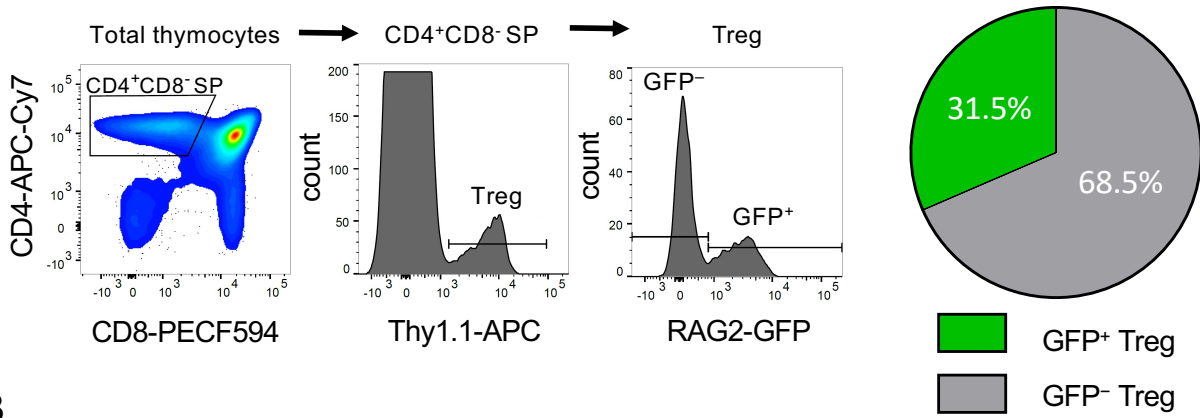 Total thymocytes
CD4⁺CD8⁻ SP
Treg
CD4-APC-Cy7
10⁵
10⁴
10³
0
-10³
CD4⁺CD8⁻ SP
-10³ 0 10³ 10⁴ 10⁵
CD8-PECF594
count
200
150
100
50
0
Treg
-10³ 0 10³ 10⁴ 10⁵
Thy1.1-APC
count
80
60
40
20
0
GFP⁻
GFP⁺
-10³ 0 10³ 10⁴ 10⁵
RAG2-GFP
31.5%
68.5%
GFP⁺ Treg
GFP⁻ Treg